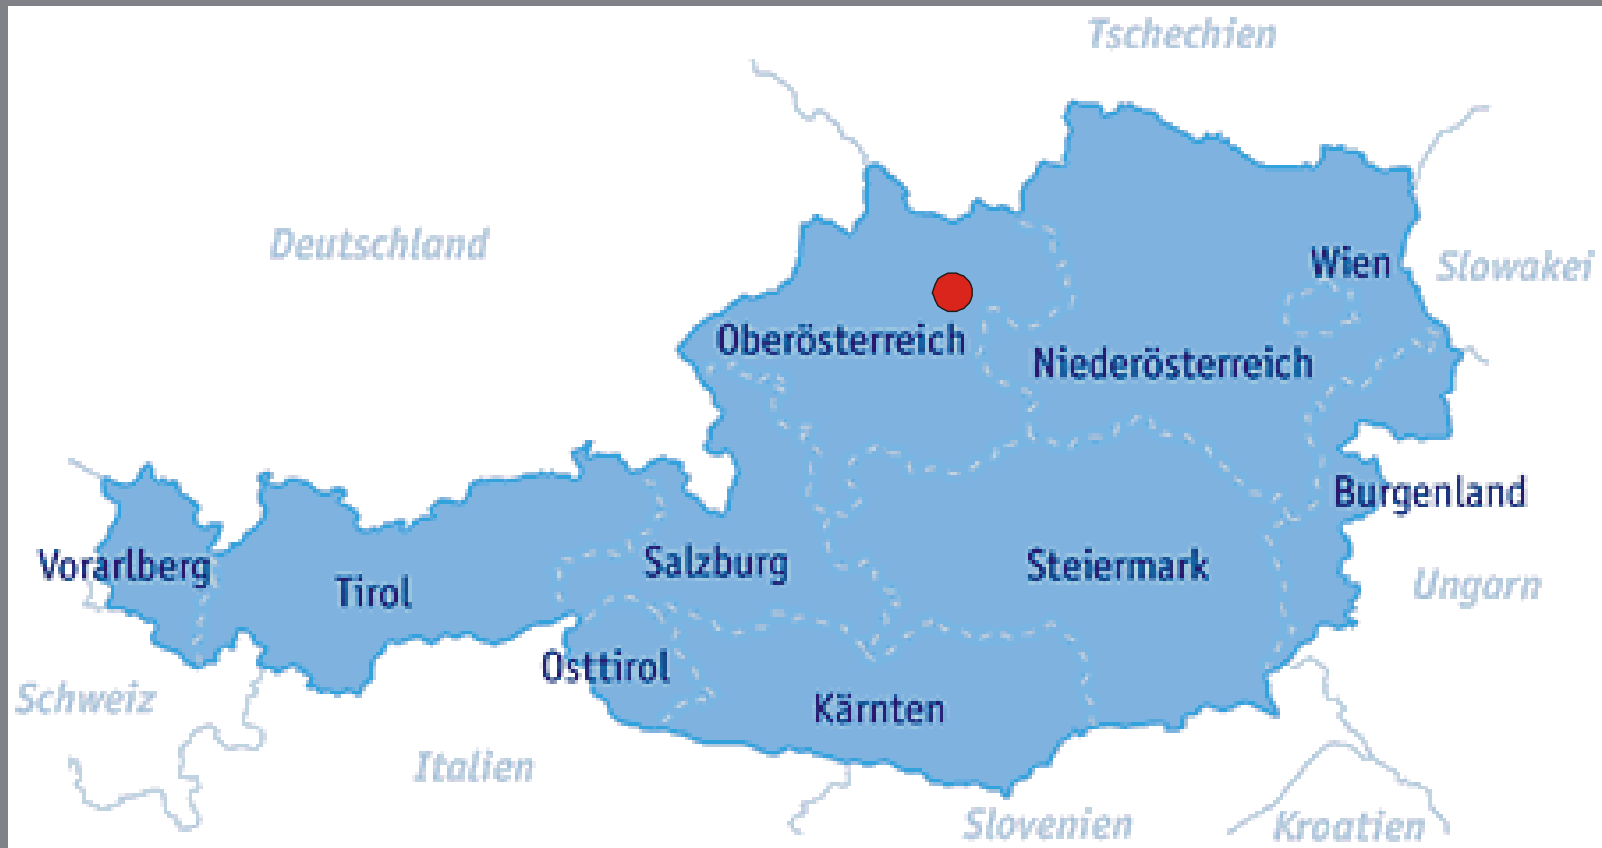 Tschechien
Deutschland
Wien
Slowakei
Oberösterreich
Niederösterreich
Burgenland
Vorarlberg
Tirol
Salzburg
Steiermark
Ungarn
Osttirol
Schweiz
Kärnten
Italien
Slovenien
Kroatien